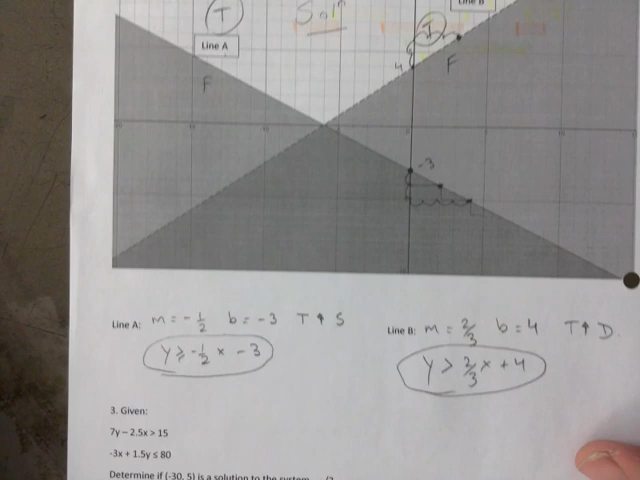 T Soln Line B
Line A T
4
F F
-3
Line A: m = -1/2 b = -3 T ↑ S
y ≥ -1/2 x - 3
Line B: m = 2/3 b = 4 T ↑ D
y > 2/3 x + 4
3. Given:
7y – 2.5x > 15
-3x + 1.5y ≤ 80
Determine if (-30, 5) is a solution to the system